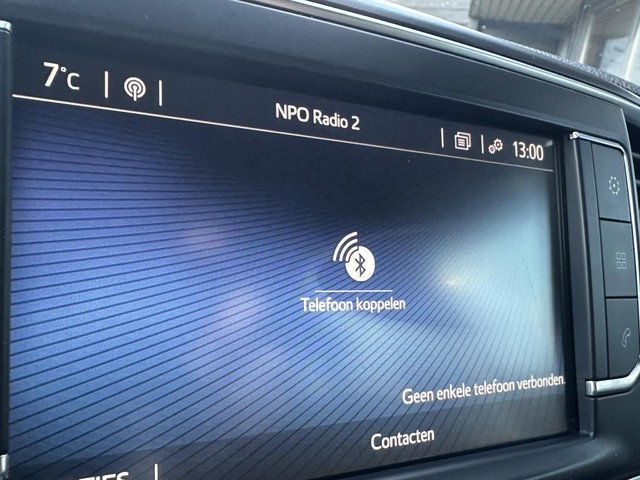 7°C
NPO Radio 2
13:00
Telefoon koppelen
Geen enkele telefoon verbonden.
Contacten